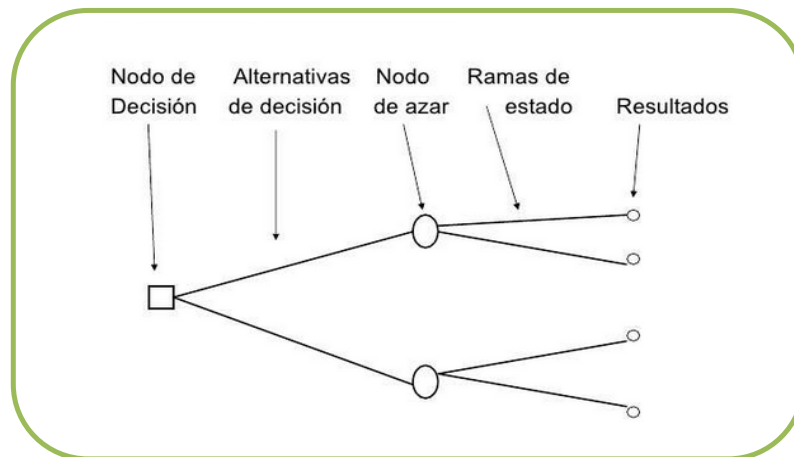 Nodo de Alternativas Nodo Ramas de
Decisión de decisión de azar estado Resultados